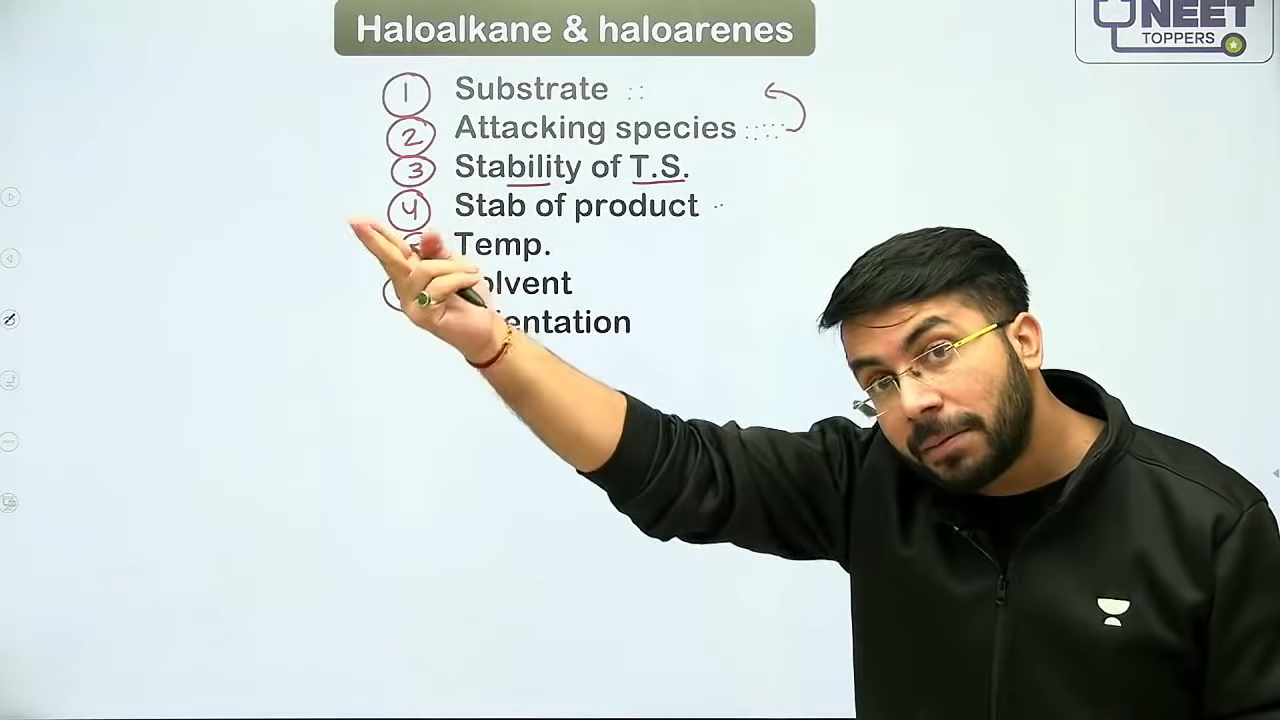 Haloalkane & haloarenes
NEET
TOPPERS
1 Substrate
2 Attacking species
3 Stability of T.S.
4 Stab of product
Temp.
olvent
entation